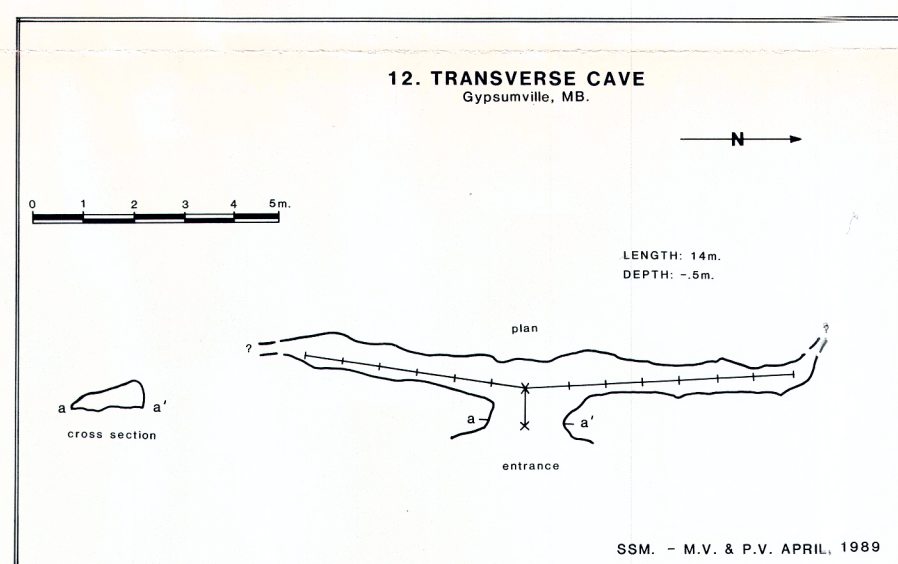 12. TRANSVERSE CAVE
Gypsumville, MB.
N
0 1 2 3 4 5m.
LENGTH: 14m.
DEPTH: -.5m.
plan
?
?
a a'
a a'
cross section
entrance
SSM. - M.V. & P.V. APRIL, 1989